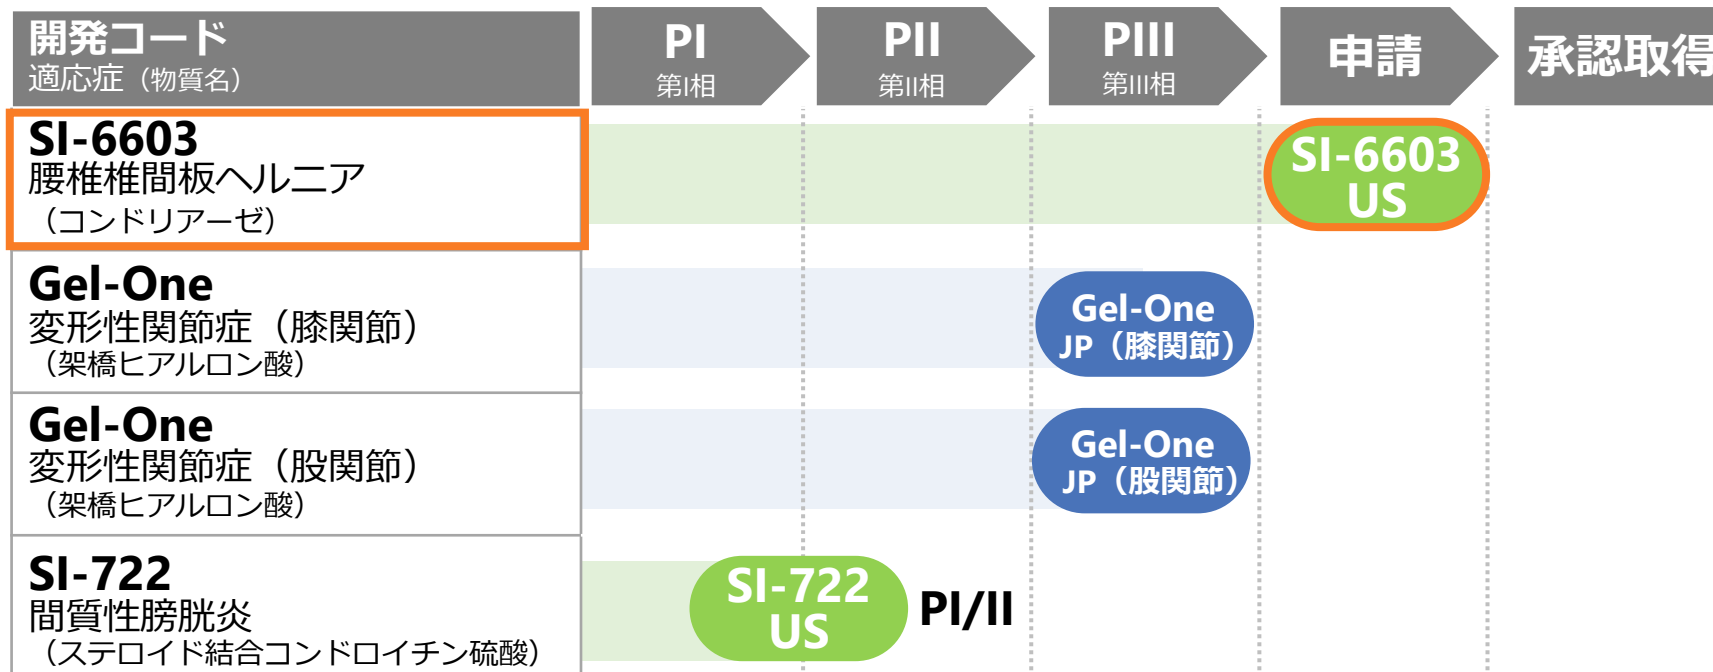 開発コード
適応症（物質名）
PI
第I相
PII
第II相
PIII
第III相
申請
承認取得
SI-6603
腰椎椎間板ヘルニア
（コンドリアーゼ）
SI-6603
US
Gel-One
変形性関節症（膝関節）
（架橋ヒアルロン酸）
Gel-One
JP（膝関節）
Gel-One
変形性関節症（股関節）
（架橋ヒアルロン酸）
Gel-One
JP（股関節）
SI-722
間質性膀胱炎
（ステロイド結合コンドロイチン硫酸）
SI-722
US
PI/II